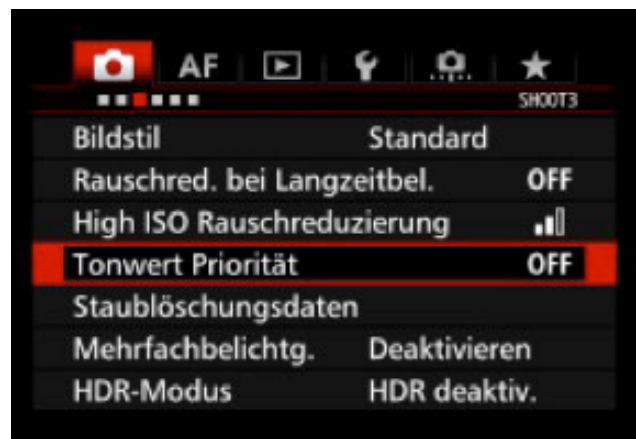 AF
SHOOT3
Bildstil Standard
Rauschred. bei Langzeitbel. OFF
High ISO Rauschreduzierung
Tonwert Priorität OFF
Staublöschungsdaten
Mehrfachbelichtg. Deaktivieren
HDR-Modus HDR deaktiv.